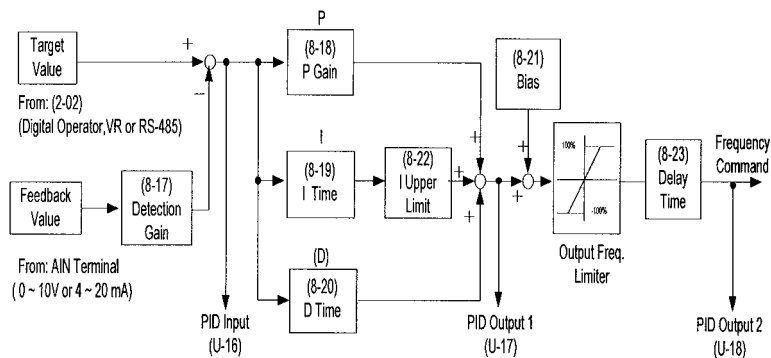 Target
Value
From: (2-02)
(Digital Operator,VR or RS-485)
Feedback
Value
From: AIN Terminal
( 0 ~ 10V or 4 ~ 20 mA)
(8-17)
Detection
Gain
+
−
PID Input
(U-16)
P
(8-18)
P Gain
I
(8-19)
I Time
(8-22)
I Upper
Limit
(D)
(8-20)
D Time
+
+
+
PID Output 1
(U-17)
(8-21)
Bias
+
+
100%
-100%
Output Freq.
Limiter
(8-23)
Delay
Time
Frequency
Command
PID Output 2
(U-18)